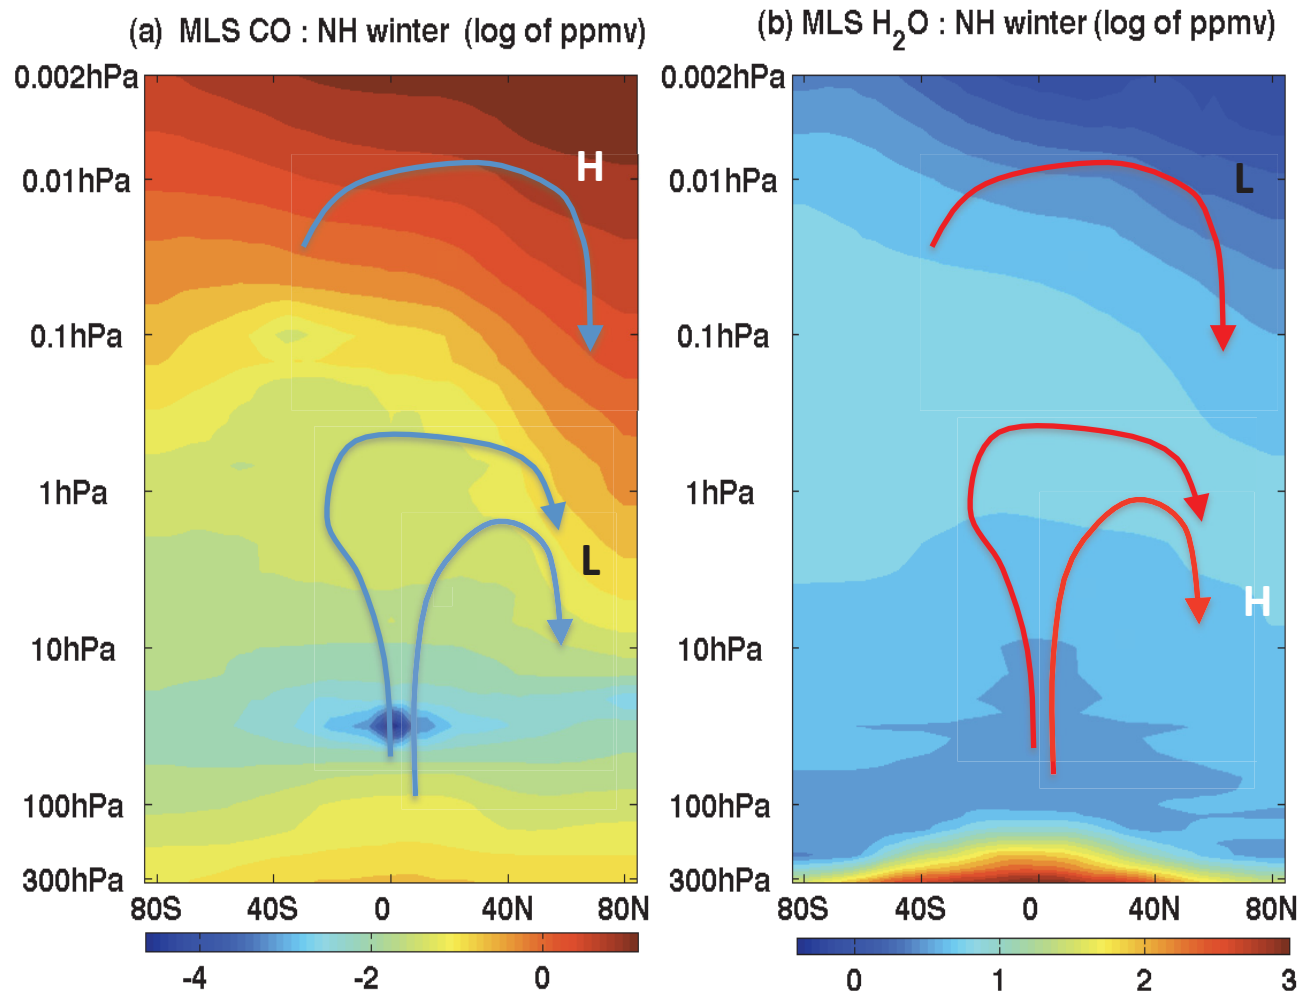 (a) MLS CO : NH winter (log of ppmv)
(b) MLS H2O : NH winter (log of ppmv)
0.002hPa
0.01hPa
0.1hPa
1hPa
10hPa
100hPa
300hPa
H
L
80S 40S 0 40N 80N
-4 -2 0
0.002hPa
0.01hPa
0.1hPa
1hPa
10hPa
100hPa
300hPa
L
H
80S 40S 0 40N 80N
0 1 2 3